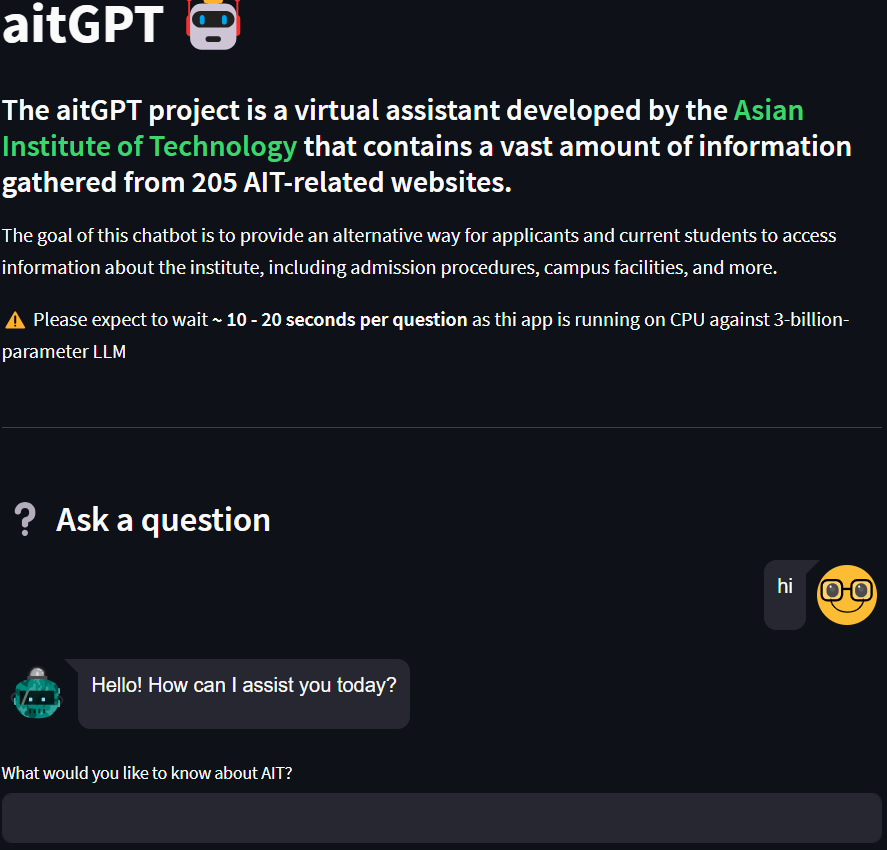 aitGPT
The aitGPT project is a virtual assistant developed by the Asian
Institute of Technology that contains a vast amount of information
gathered from 205 AIT-related websites.
The goal of this chatbot is to provide an alternative way for applicants and current students to access
information about the institute, including admission procedures, campus facilities, and more.
Please expect to wait ~ 10 - 20 seconds per question as thi app is running on CPU against 3-billion-
parameter LLM
Ask a question
hi
Hello! How can I assist you today?
What would you like to know about AIT?